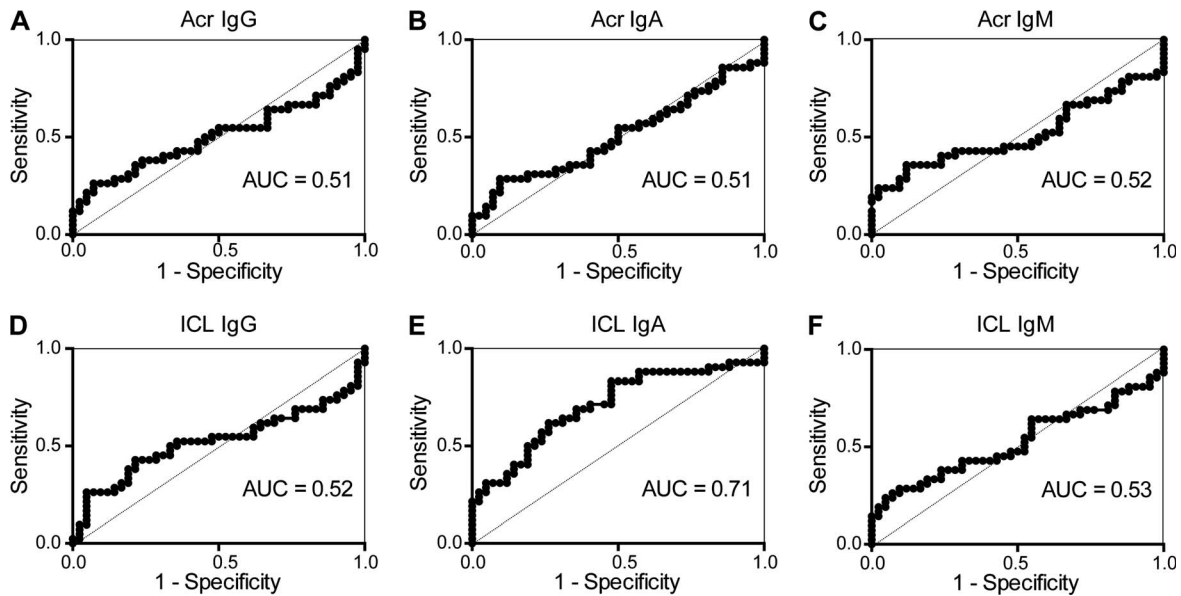 A Acr IgG
Sensitivity
1.0
0.5
0.0
AUC = 0.51
0.0 0.5 1.0
1 - Specificity
B Acr IgA
Sensitivity
1.0
0.5
0.0
AUC = 0.51
0.0 0.5 1.0
1 - Specificity
C Acr IgM
Sensitivity
1.0
0.5
0.0
AUC = 0.52
0.0 0.5 1.0
1 - Specificity
D ICL IgG
Sensitivity
1.0
0.5
0.0
AUC = 0.52
0.0 0.5 1.0
1 - Specificity
E ICL IgA
Sensitivity
1.0
0.5
0.0
AUC = 0.71
0.0 0.5 1.0
1 - Specificity
F ICL IgM
Sensitivity
1.0
0.5
0.0
AUC = 0.53
0.0 0.5 1.0
1 - Specificity